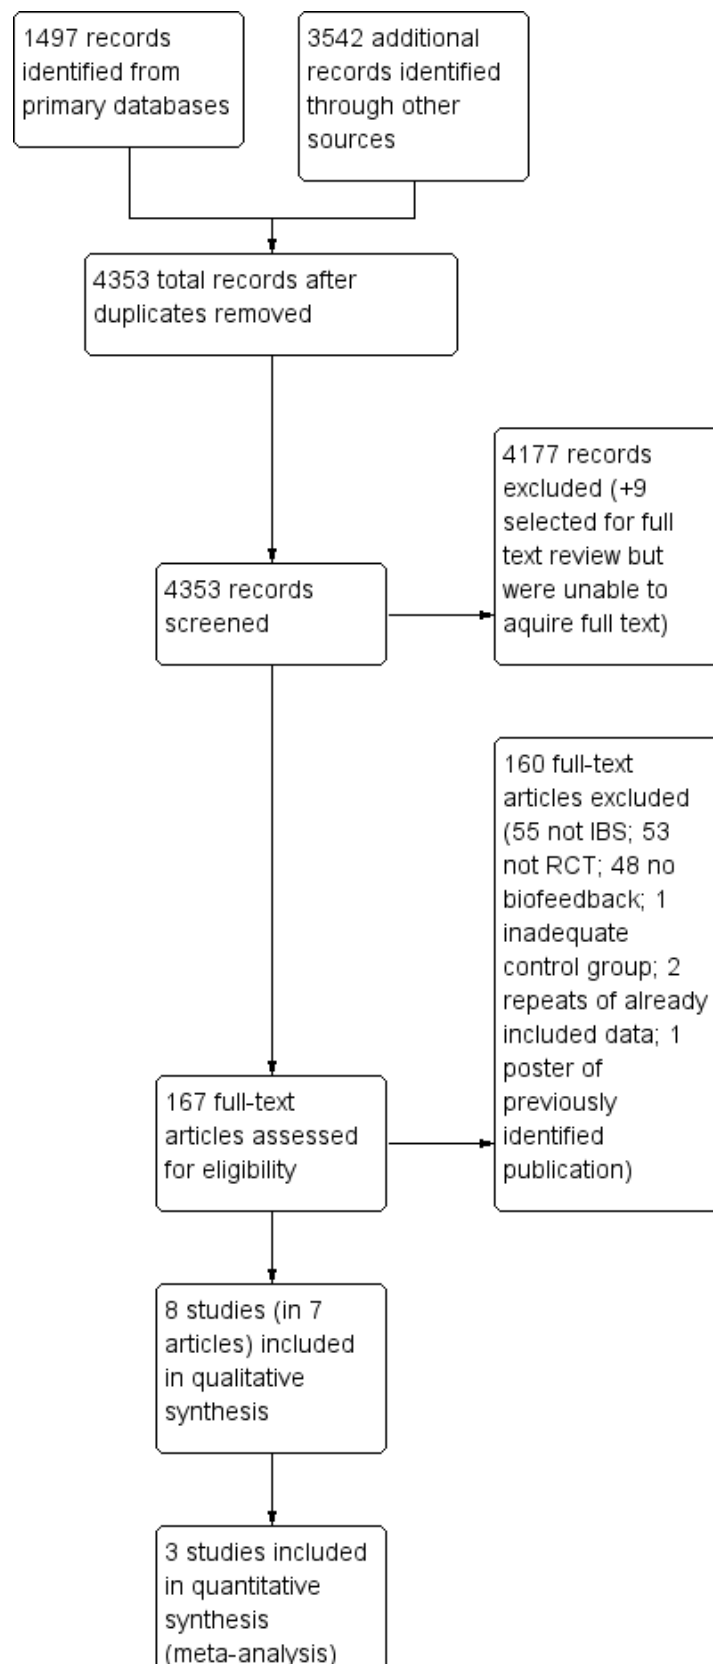 1497 records
identified from
primary databases
3542 additional
records identified
through other
sources
4353 total records after
duplicates removed
4177 records
excluded (+9
selected for full
text review but
were unable to
aquire full text)
4353 records
screened
160 full-text
articles excluded
(55 not IBS; 53
not RCT; 48 no
biofeedback; 1
inadequate
control group; 2
repeats of already
included data; 1
poster of
previously
identified
publication)
167 full-text
articles assessed
for eligibility
8 studies (in 7
articles) included
in qualitative
synthesis
3 studies included
in quantitative
synthesis
(meta-analysis)